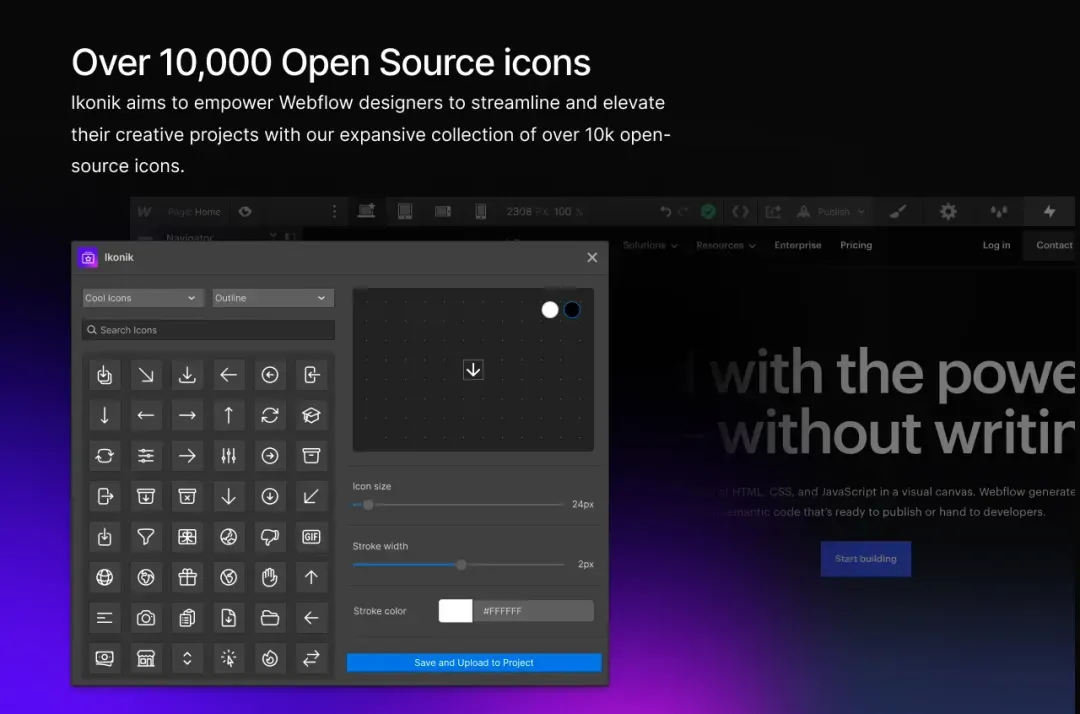 Over 10,000 Open Source icons
Ikonik aims to empower Webflow designers to streamline and elevate
their creative projects with our expansive collection of over 10k open-
source icons.
Page: Home
2308 PX 100 %
Publish
Navigator
Solutions Resources Enterprise Pricing Log in Contact
Ikonik
Cool Icons
Outline
Search Icons
GIF
Icon size
24px
Stroke width
2px
Stroke color
#FFFFFF
Save and Upload to Project
with the powe
without writin
HTML, CSS, and JavaScript in a visual canvas. Webflow generate
semantic code that's ready to publish or hand to developers.
Start building